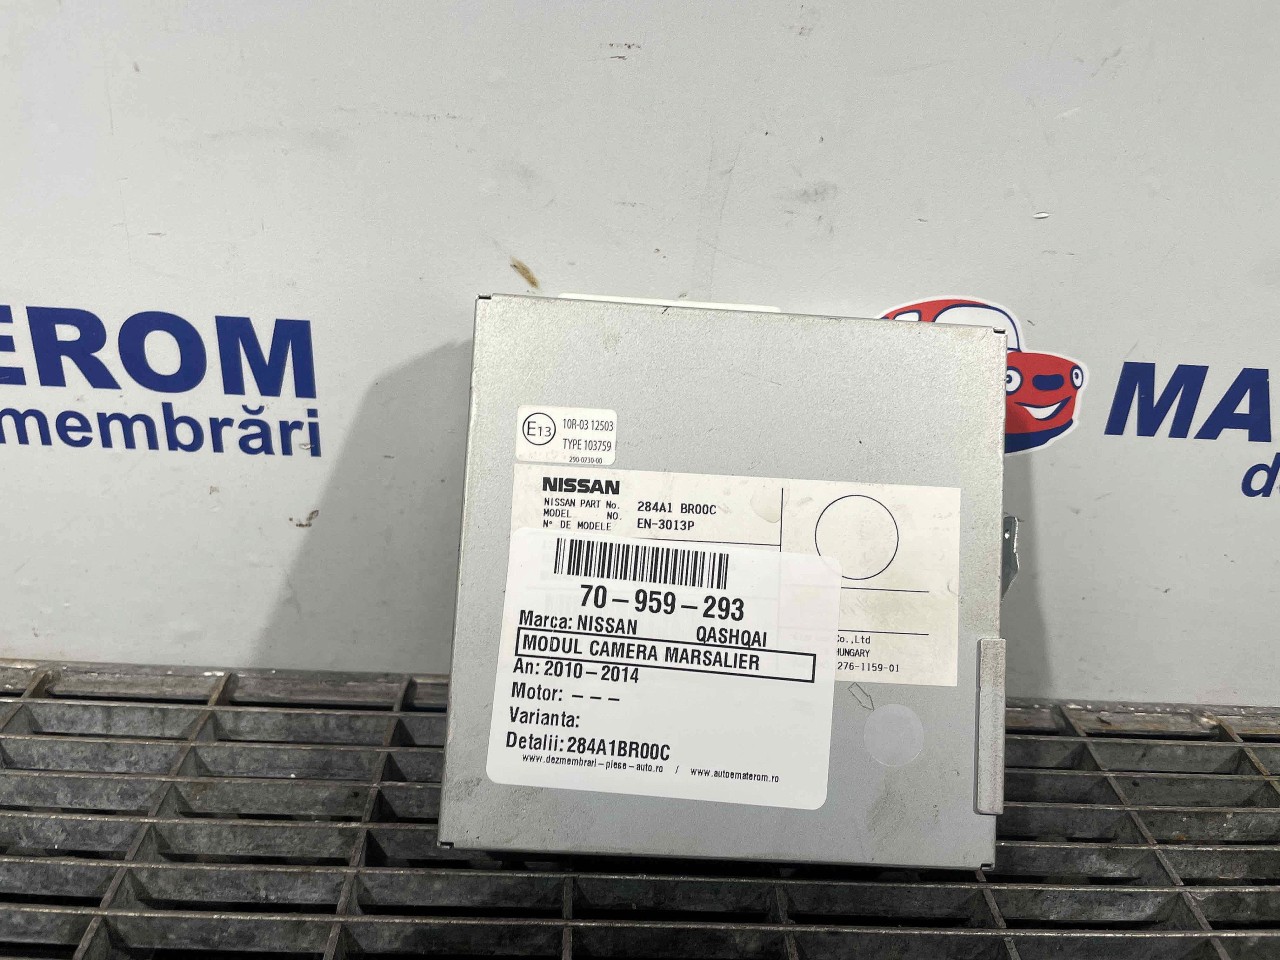 EROM
membrări
MA
d
E13
10R-03 12503
TYPE 103759
290-0730-00
NISSAN
NISSAN PART No. 284A1 BR00C
MODEL NO.
N° DE MODELE EN-3013P
70-959-293
Marca: NISSAN QASHQAI
MODUL CAMERA MARSALIER
An: 2010-2014
Motor: - - -
Varianta:
Detalii: 284A1BR00C
www.dezmembrari-piese-auto.ro / www.autoematerom.ro
Co.,Ltd
HUNGARY
276-1159-01